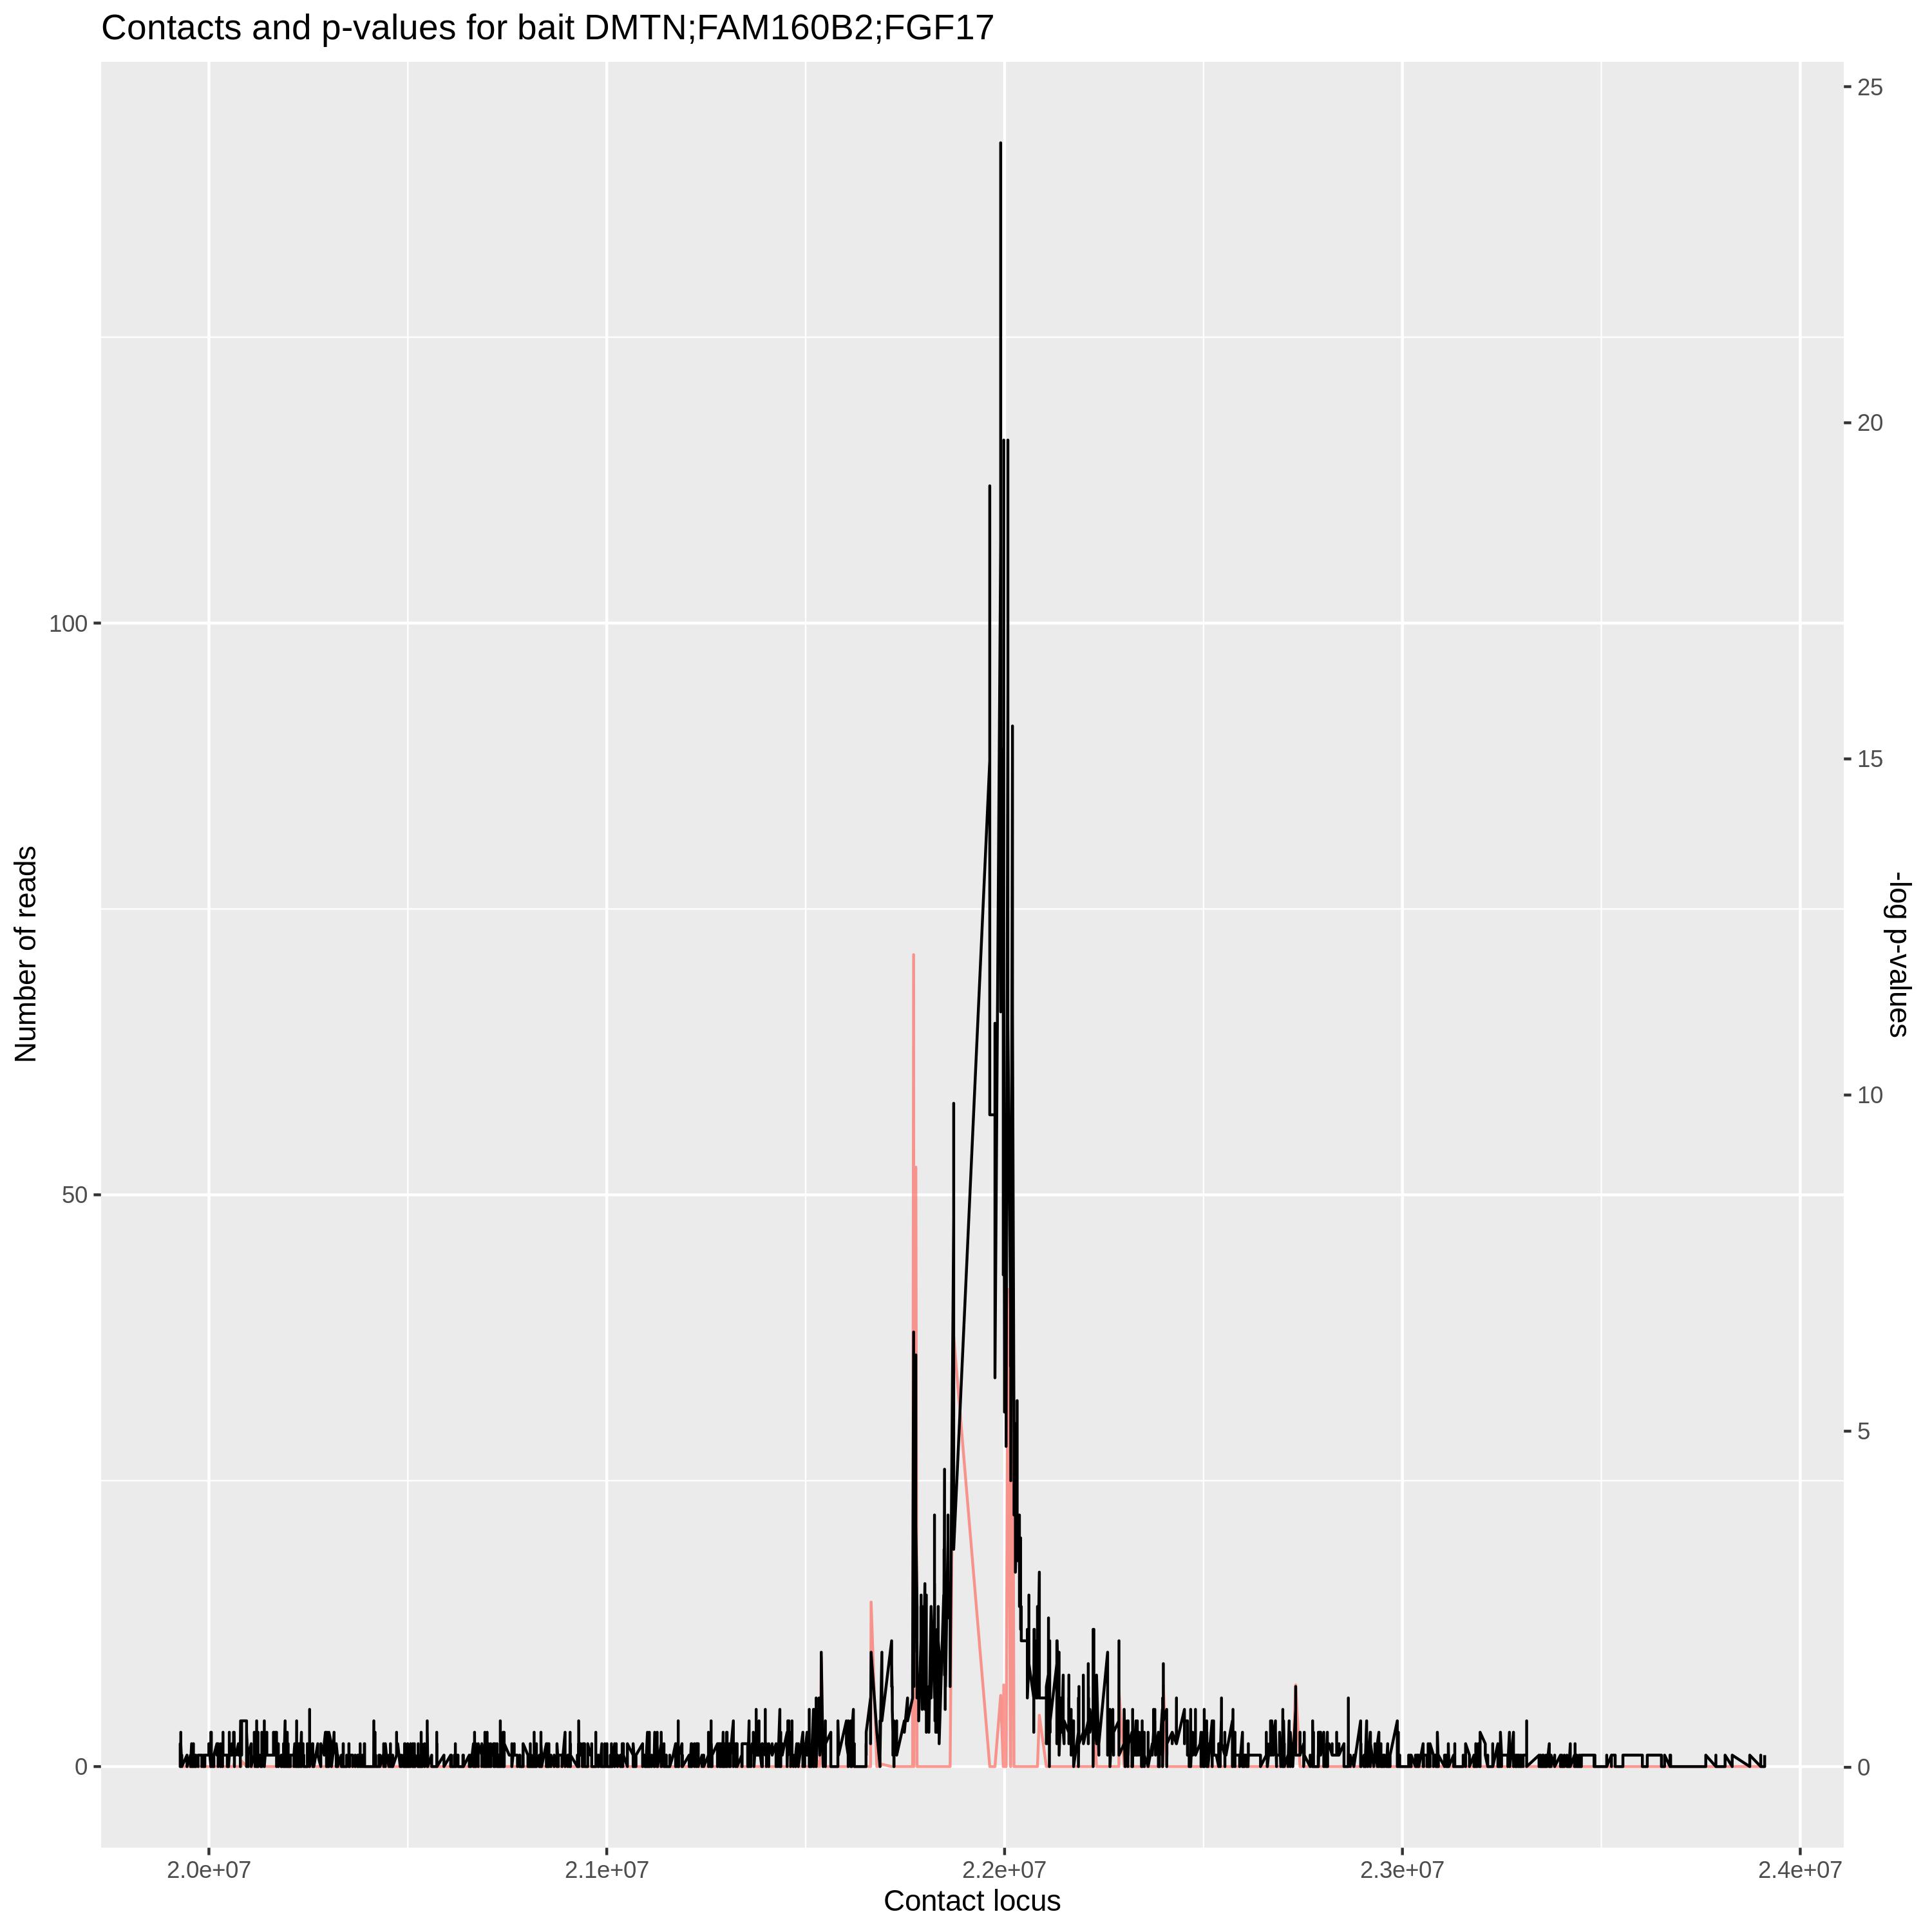 Contacts and p-values for bait DMTN;FAM160B2;FGF17
25
20
100
15
Number of reads
-log p-values
10
50
5
0
0
2.0e+07
2.1e+07
2.2e+07
2.3e+07
2.4e+07
Contact locus